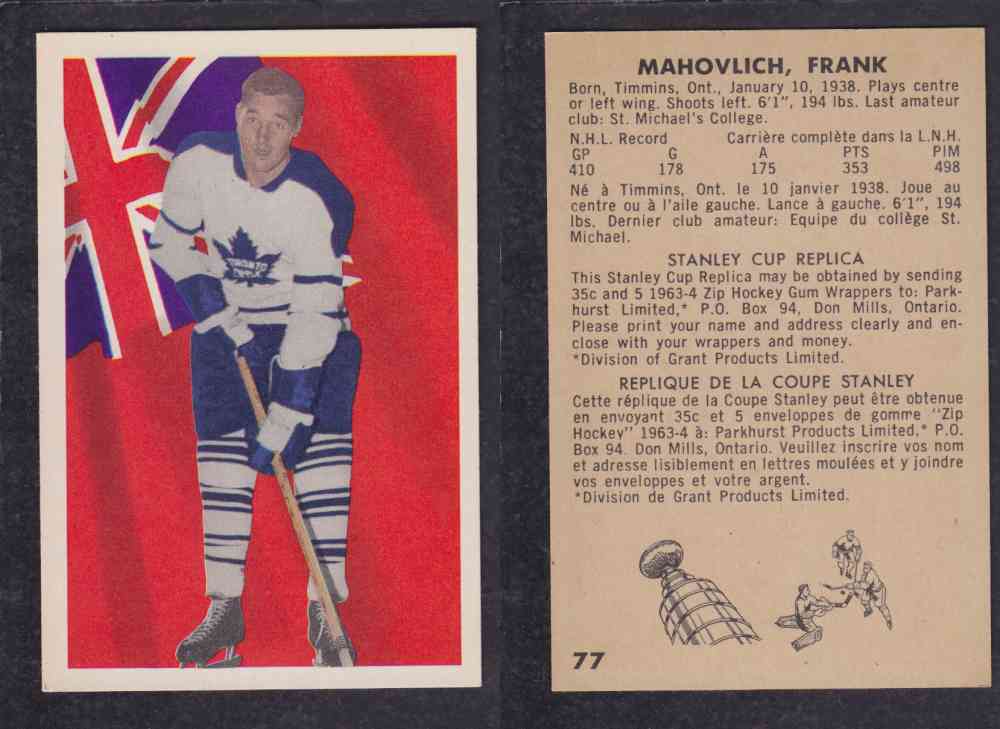 TORONTO
MAHOVLICH, FRANK
Born, Timmins, Ont., January 10, 1938. Plays centre
or left wing. Shoots left. 6'1", 194 lbs. Last amateur
club: St. Michael's College.
N.H.L. Record Carrière complète dans la L.N.H.
GP G A PTS PIM
410 178 175 353 498
Né à Timmins, Ont. le 10 janvier 1938. Joue au
centre ou à l'aile gauche. Lance à gauche. 6'1", 194
lbs. Dernier club amateur: Equipe du collège St.
Michael.
STANLEY CUP REPLICA
This Stanley Cup Replica may be obtained by sending
35c and 5 1963-4 Zip Hockey Gum Wrappers to: Park-
hurst Limited,* P.O. Box 94, Don Mills, Ontario.
Please print your name and address clearly and en-
close with your wrappers and money.
*Division of Grant Products Limited.
REPLIQUE DE LA COUPE STANLEY
Cette réplique de la Coupe Stanley peut être obtenue
en envoyant 35c et 5 enveloppes de gomme "Zip
Hockey" 1963-4 à: Parkhurst Products Limited,* P.O.
Box 94. Don Mills, Ontario. Veuillez inscrire vos nom
et adresse lisiblement en lettres moulées et y joindre
vos enveloppes et votre argent.
*Division de Grant Products Limited.
77